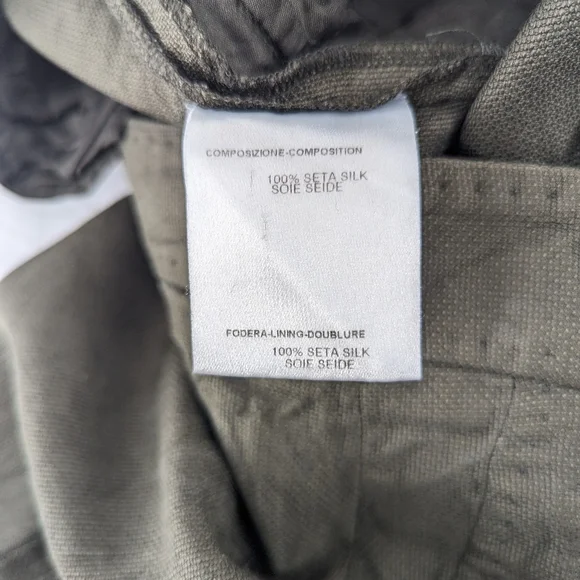 COMPOSIZIONE-COMPOSITION
100% SETA SILK
SOIE SEIDE
FODERA-LINING-DOUBLURE
100% SETA SILK
SOIE SEIDE